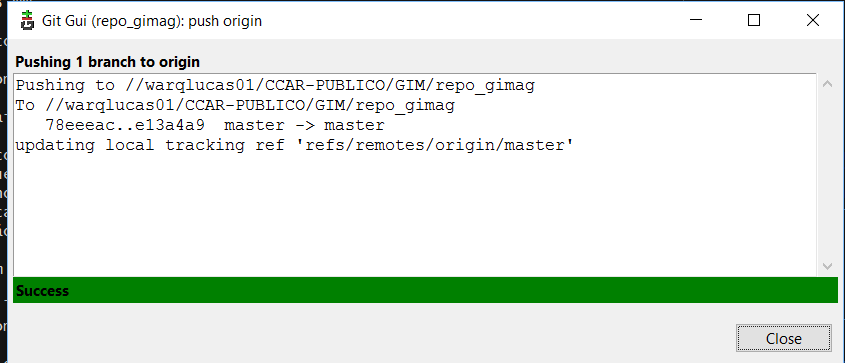 Git Gui (repo_gimag): push origin
Pushing 1 branch to origin
Pushing to //warqlucas01/CCAR-PUBLICO/GIM/repo_gimag
To //warqlucas01/CCAR-PUBLICO/GIM/repo_gimag
   78eeeac..e13a4a9  master -> master
updating local tracking ref 'refs/remotes/origin/master'
Success
Close